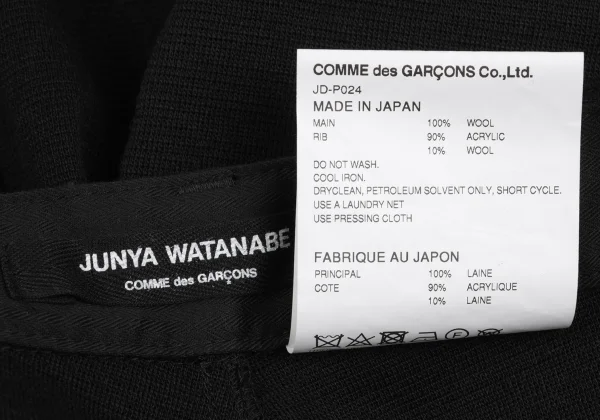 COMME des GARÇONS Co.,Ltd.
JD-P024
MADE IN JAPAN
MAIN 100% WOOL
RIB 90% ACRYLIC
10% WOOL
DO NOT WASH.
COOL IRON.
DRYCLEAN, PETROLEUM SOLVENT ONLY, SHORT CYCLE.
USE A LAUNDRY NET
USE PRESSING CLOTH
FABRIQUE AU JAPON
PRINCIPAL 100% LAINE
COTE 90% ACRYLIQUE
10% LAINE
JUNYA WATANABE
COMME des GARÇONS